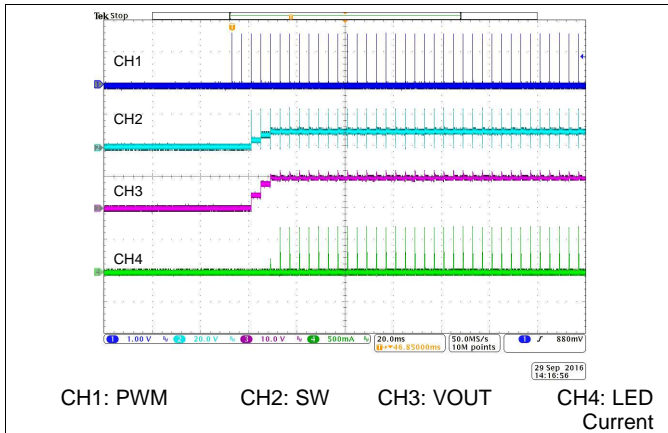 Tek Stop
T
CH1
CH2
CH3
CH4
1 1.00 V 2 20.0 V 3 10.0 V 4 500mA 20.0ms 50.0MS/s 1 880mV
46.85000ms 10M points
29 Sep 2016
14:16:56
CH1: PWM CH2: SW CH3: VOUT CH4: LED
Current